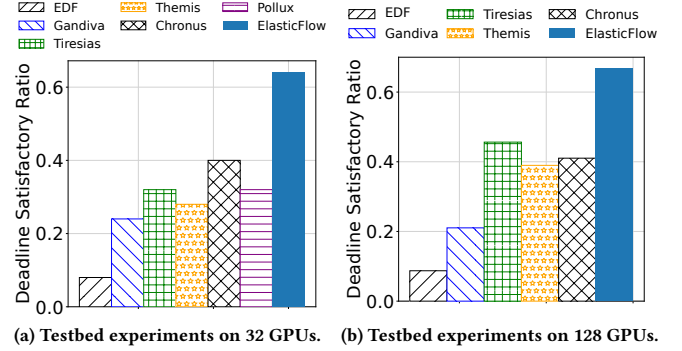 EDF
Gandiva
Tiresias
Themis
Chronus
Pollux
ElasticFlow
Deadline Satisfactory Ratio
0.6
0.4
0.2
0.0
(a) Testbed experiments on 32 GPUs.
EDF
Gandiva
Tiresias
Themis
Chronus
ElasticFlow
Deadline Satisfactory Ratio
0.6
0.4
0.2
0.0
(b) Testbed experiments on 128 GPUs.